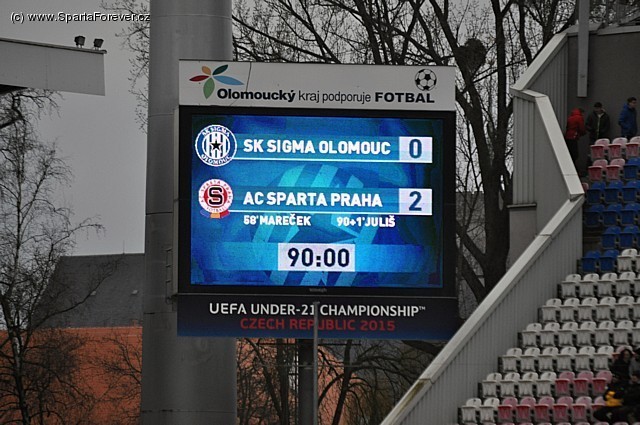 (c) www.SpartaForever.cz
Olomoucký kraj podporuje FOTBAL
SK SIGMA OLOMOUC 0
S
AC SPARTA PRAHA 2
58'MAREČEK 90+1'JULIŠ
90:00
UEFA UNDER-21 CHAMPIONSHIP™
CZECH REPUBLIC 2015